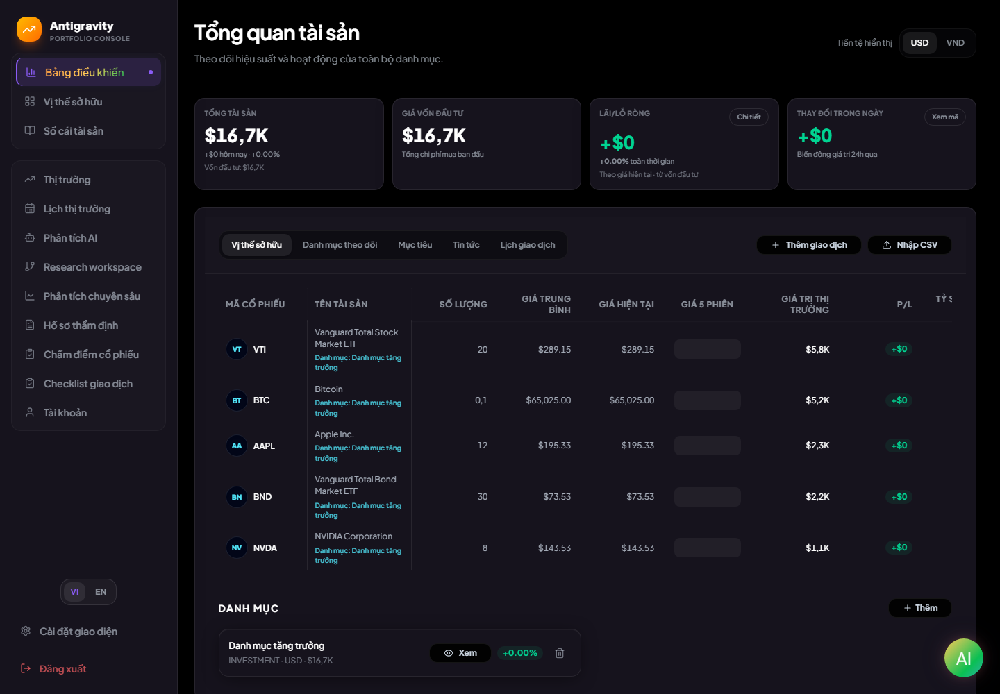 Antigravity
PORTFOLIO CONSOLE
Bảng điều khiển
Vị thế sở hữu
Sổ cái tài sản
Thị trường
Lịch thị trường
Phân tích AI
Research workspace
Phân tích chuyên sâu
Hồ sơ thẩm định
Chấm điểm cổ phiếu
Checklist giao dịch
Tài khoản
VI EN
Cài đặt giao diện
Đăng xuất
Tổng quan tài sản
Theo dõi hiệu suất và hoạt động của toàn bộ danh mục.
Tiền tệ hiển thị USD VND
TỔNG TÀI SẢN
$16,7K
+$0 hôm nay · +0.00%
Vốn đầu tư: $16,7K
GIÁ VỐN ĐẦU TƯ
$16,7K
Tổng chi phí mua ban đầu
LÃI/LỖ RÒNG
Chi tiết
+$0
+0.00% toàn thời gian
Theo giá hiện tại · từ vốn đầu tư
THAY ĐỔI TRONG NGÀY
Xem mã
+$0
Biến động giá trị 24h qua
Vị thế sở hữu Danh mục theo dõi Mục tiêu Tin tức Lịch giao dịch
Thêm giao dịch Nhập CSV
MÃ CỔ PHIẾU TÊN TÀI SẢN SỐ LƯỢNG GIÁ TRUNG BÌNH GIÁ HIỆN TẠI GIÁ 5 PHIÊN GIÁ TRỊ THỊ TRƯỜNG P/L TỶ
VT VTI
Vanguard Total Stock
Market ETF
Danh mục: Danh mục tăng
trưởng
20 $289.15 $289.15 $5,8K +$0
BT BTC
Bitcoin
Danh mục: Danh mục tăng
trưởng
0,1 $65,025.00 $65,025.00 $5,2K +$0
AA AAPL
Apple Inc.
Danh mục: Danh mục tăng
trưởng
12 $195.33 $195.33 $2,3K +$0
BN BND
Vanguard Total Bond
Market ETF
Danh mục: Danh mục tăng
trưởng
30 $73.53 $73.53 $2,2K +$0
NV NVDA
NVIDIA Corporation
Danh mục: Danh mục tăng
trưởng
8 $143.53 $143.53 $1,1K +$0
DANH MỤC
Thêm
Danh mục tăng trưởng
INVESTMENT · USD · $16,7K
Xem +0.00%
AI